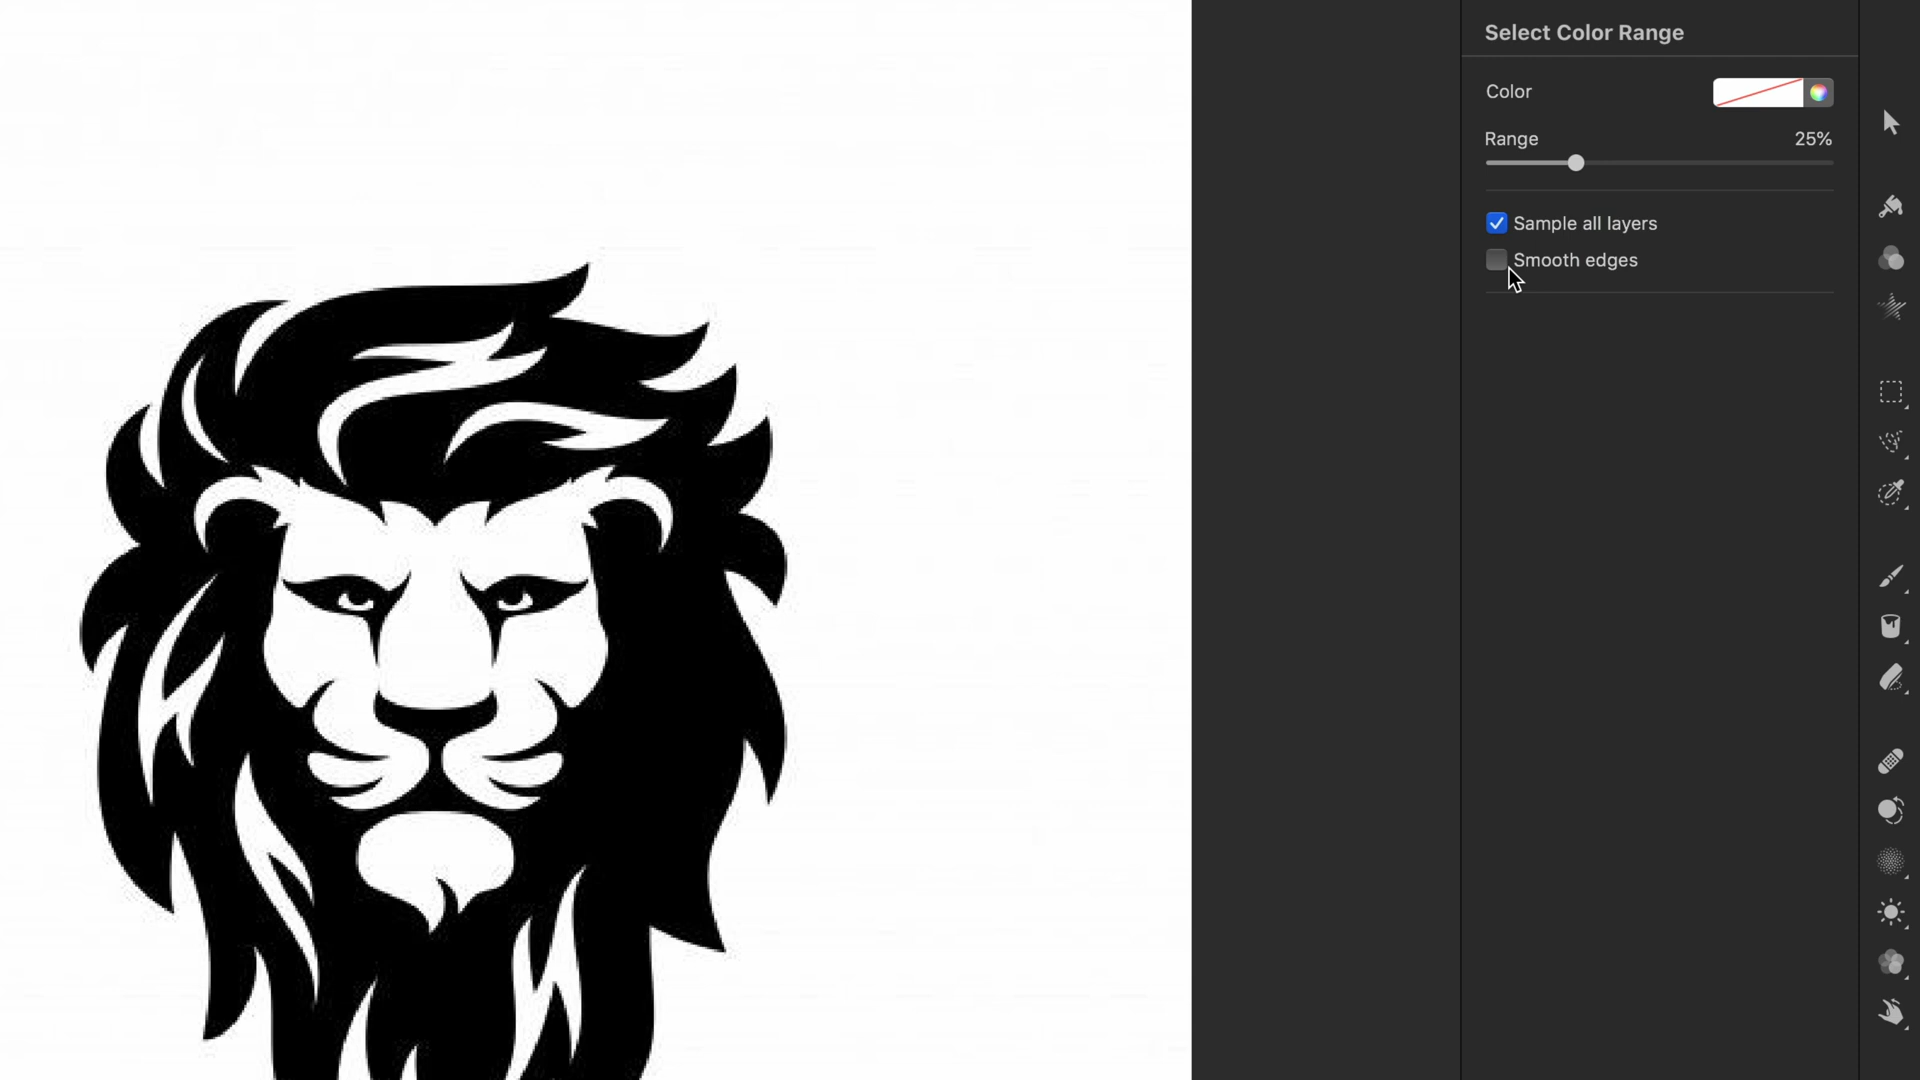 Select Color Range
Color
Range 25%
Sample all layers
Smooth edges